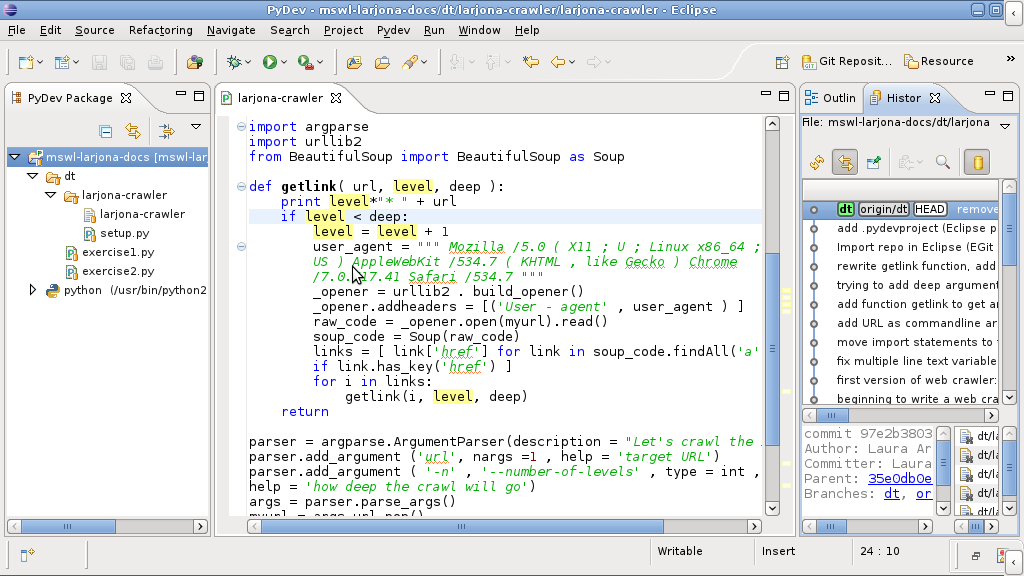 PyDev - mswl-larjona-docs/dt/larjona-crawler/larjona-crawler - Eclipse
File Edit Source Refactoring Navigate Search Project Pydev Run Window Help
Git Reposit... Resource »
PyDev Package
mswl-larjona-docs [mswl-lar
dt
larjona-crawler
larjona-crawler
setup.py
exercise1.py
exercise2.py
python (/usr/bin/python2
larjona-crawler
import argparse
import urllib2
from BeautifulSoup import BeautifulSoup as Soup
def getlink( url, level, deep ):
print level*"* " + url
if level < deep:
level = level + 1
user_agent = """ Mozilla /5.0 ( X11 ; U ; Linux x86_64 ;
US ) AppleWebKit /534.7 ( KHTML , like Gecko ) Chrome
/7.0. 17.41 Safari /534.7 """
_opener = urllib2 . build_opener()
_opener.addheaders = [('User - agent' , user_agent ) ]
raw_code = _opener.open(myurl).read()
soup_code = Soup(raw_code)
links = [ link['href'] for link in soup_code.findAll('a'
if link.has_key('href') ]
for i in links:
getlink(i, level, deep)
return
parser = argparse.ArgumentParser(description = "Let's crawl the
parser.add_argument ('url', nargs =1 , help = 'target URL')
parser.add_argument ( '-n' , '--number-of-levels' , type = int ,
help = 'how deep the crawl will go')
args = parser.parse_args()
myurl = args.url.pop()
Outlin Histor
File: mswl-larjona-docs/dt/larjona
dt origin/dt HEAD remove
add .pydevproject (Eclipse p
Import repo in Eclipse (EGit
rewrite getlink function, add
trying to add deep argument
add function getlink to get ar
add URL as commandline ar
move import statements to
fix multiple line text variable
first version of web crawler:
beginning to write a web cra
commit 97e2b3803
Author: Laura Ar
Committer: Laura
Parent: 35e0db0e
Branches: dt, or
dt/la
dt/la
dt/la
dt/la
dt/la
Writable Insert 24 : 10